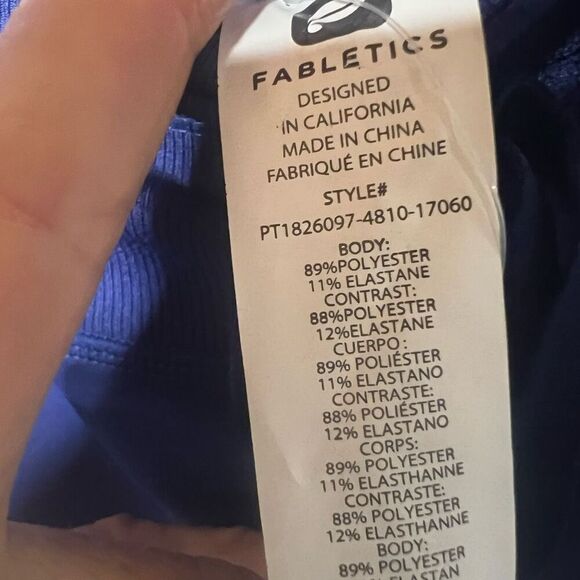 FABLETICS
DESIGNED
IN CALIFORNIA
MADE IN CHINA
FABRIQUÉ EN CHINE
STYLE#
PT1826097-4810-17060
BODY:
89%POLYESTER
11% ELASTANE
CONTRAST:
88%POLYESTER
12%ELASTANE
CUERPO:
89% POLIÉSTER
11% ELASTANO
CONTRASTE:
88% POLIÉSTER
12% ELASTANO
CORPS:
89% POLYESTER
11% ELASTHANNE
CONTRASTE:
88% POLYESTER
12% ELASTHANNE
BODY:
89% POLYESTER
ELASTAN